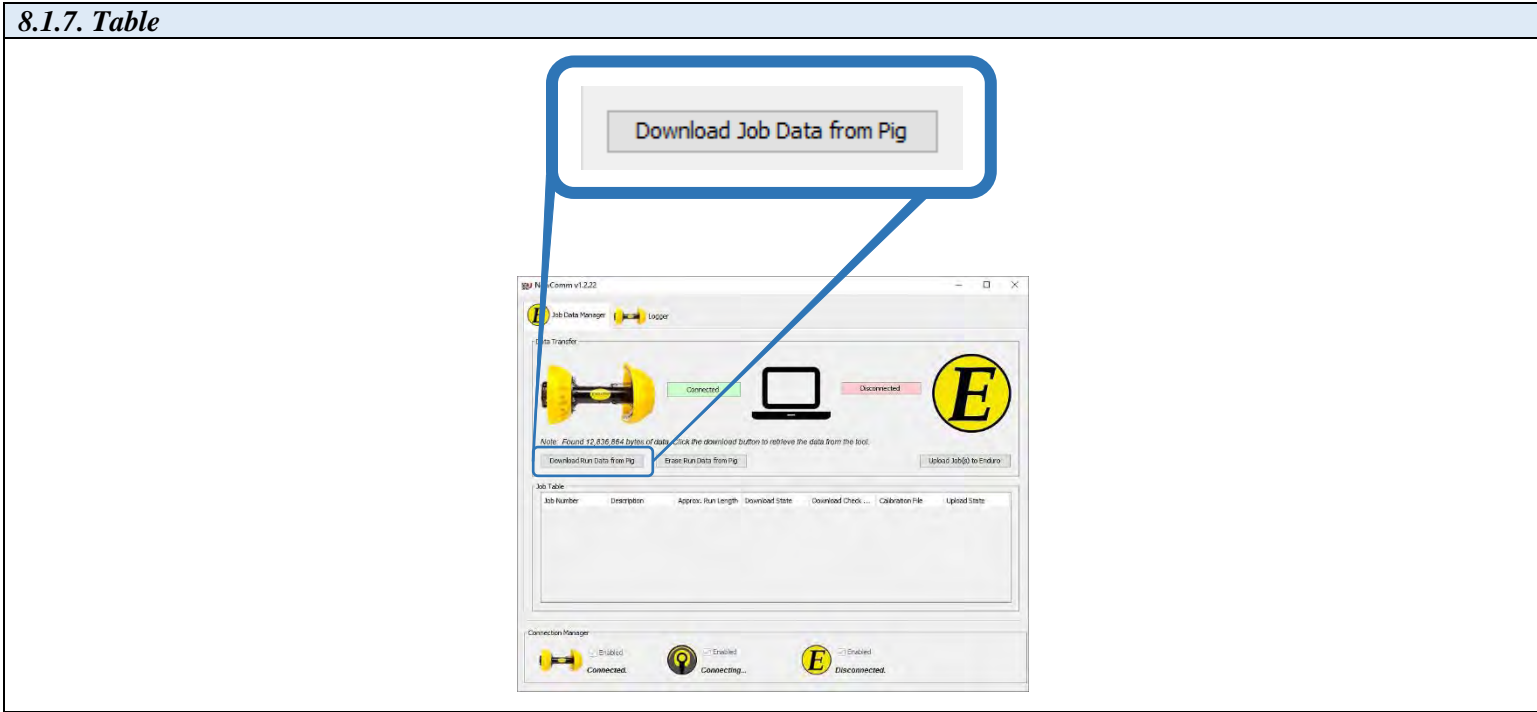 8.1.7. Table
Download Job Data from Pig
Comm v1.2.22
E Job Data Manager Logger
Data Transfer
Connected Disconnected E
Note: Found 12,836,864 bytes of data. Click the download button to retrieve the data from the tool.
Download Run Data from Pig Erase Run Data from Pig Upload Job(s) to Enduro
Job Table
Job Number Description Approx. Run Length Download State Download Check ... Calibration File Upload State
Connection Manager
Enabled Enabled E Enabled
Connected. Connecting... Disconnected.